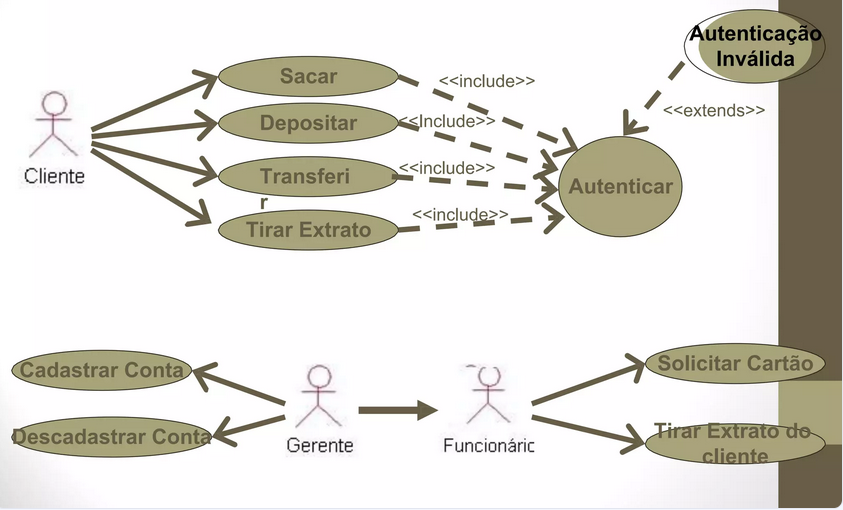 Autenticação
Inválida
Sacar
<<include>>
<<extends>>
Depositar
<<Include>>
Cliente
Transferi
r
<<include>>
Autenticar
Tirar Extrato
<<include>>
Cadastrar Conta
Solicitar Cartão
Descadastrar Conta
Gerente
Funcionáric
Tirar Extrato do
cliente